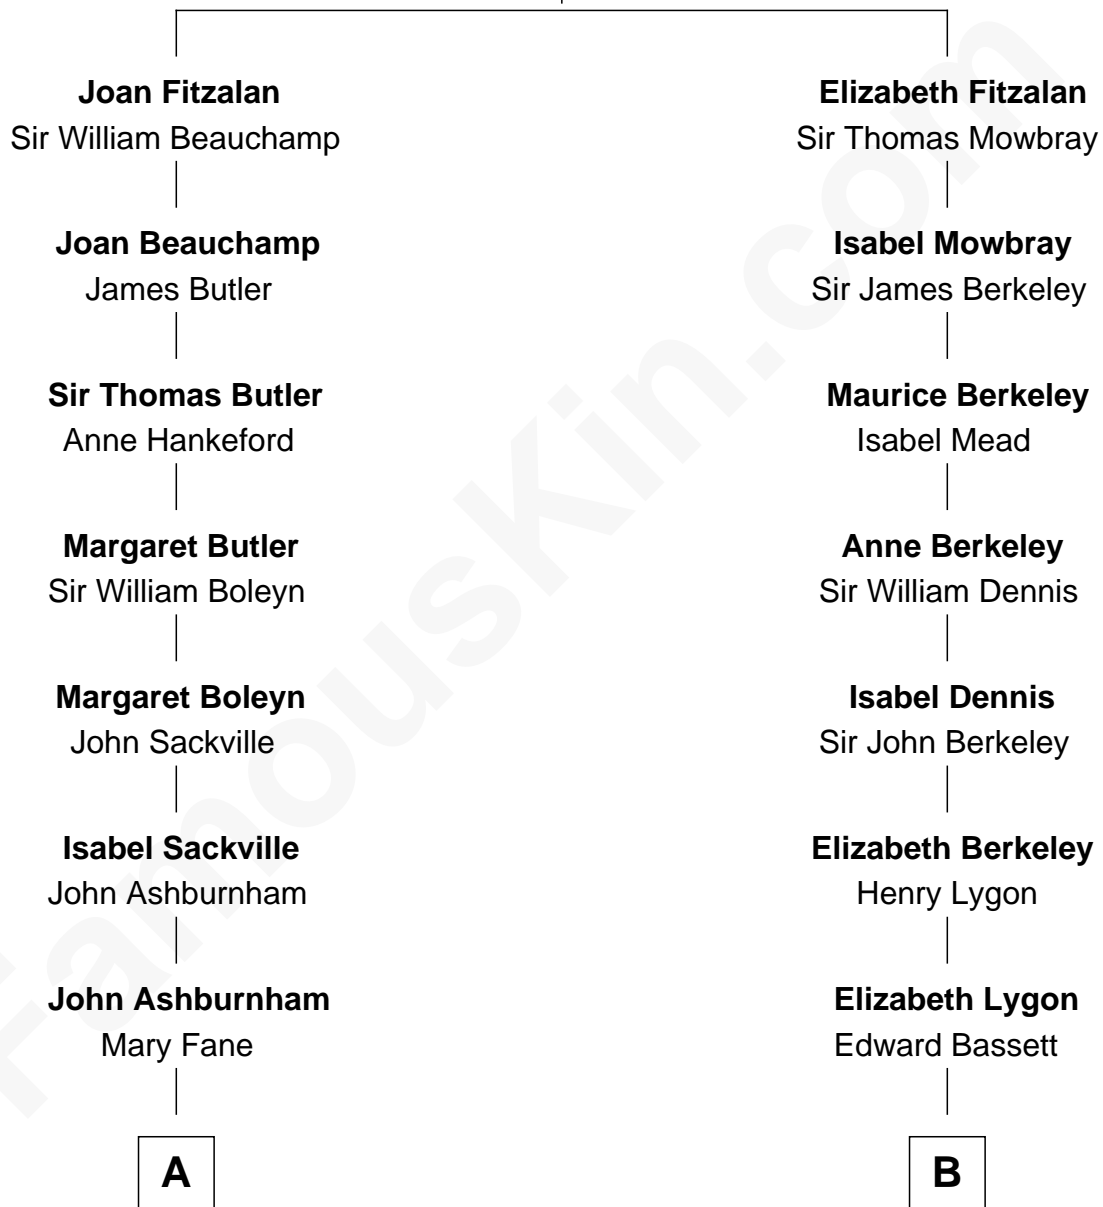 Joan Fitzalan
Sir William Beauchamp
Joan Beauchamp
James Butler
Sir Thomas Butler
Anne Hankeford
Margaret Butler
Sir William Boleyn
Margaret Boleyn
John Sackville
Isabel Sackville
John Ashburnham
John Ashburnham
Mary Fane
A
Elizabeth Fitzalan
Sir Thomas Mowbray
Isabel Mowbray
Sir James Berkeley
Maurice Berkeley
Isabel Mead
Anne Berkeley
Sir William Dennis
Isabel Dennis
Sir John Berkeley
Elizabeth Berkeley
Henry Lygon
Elizabeth Lygon
Edward Bassett
B
FamousKin.com